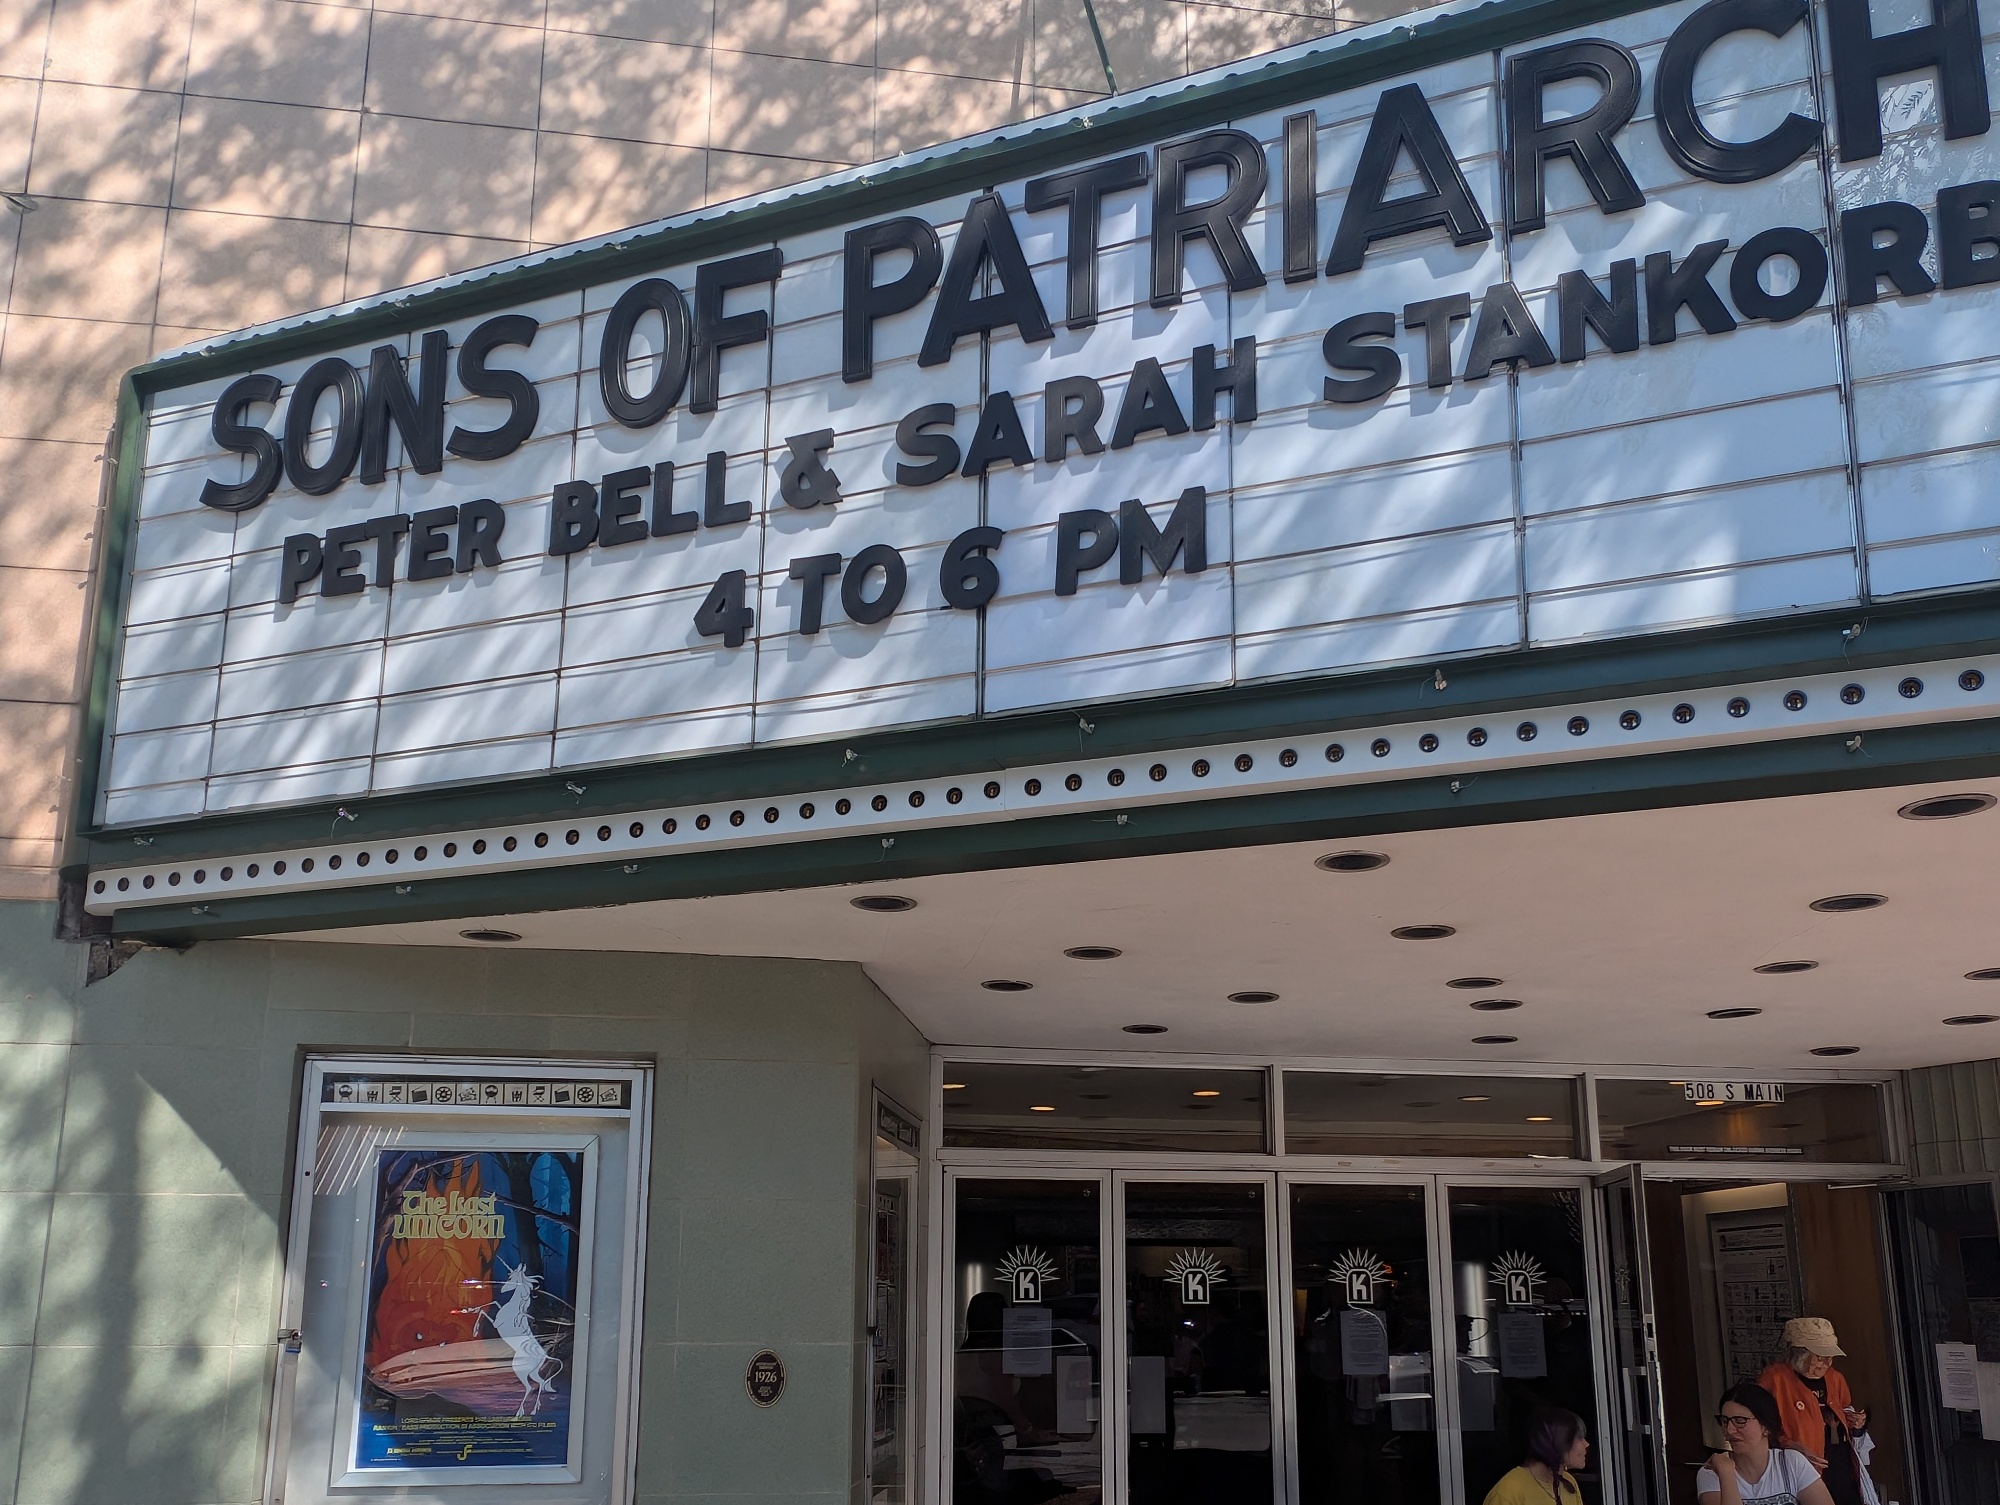 SONS OF PATRIARCH
PETER BELL & SARAH STANKORB
4 TO 6 PM
508 S MAIN
The Last
UNICORN
K
K
K
K
1926